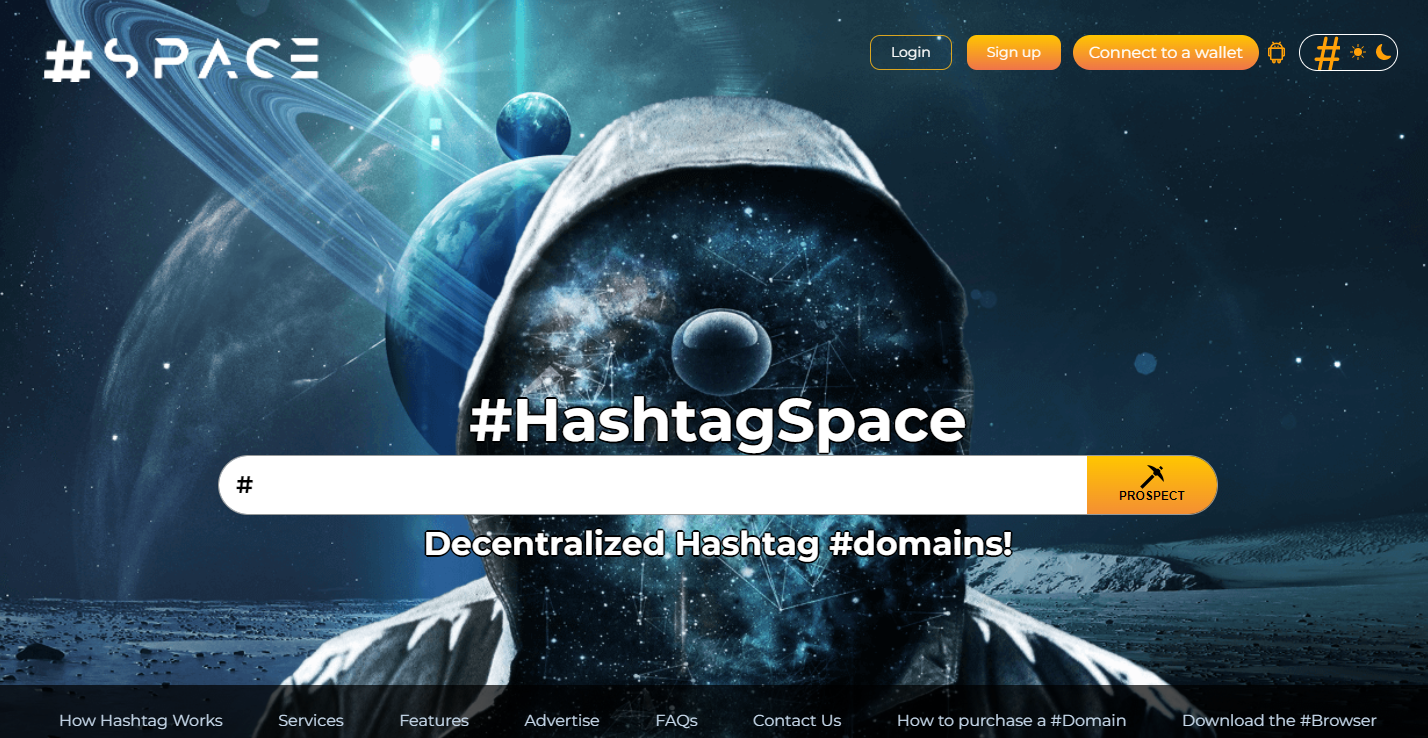 #SPACE
Login
Sign up
Connect to a wallet
#
#HashtagSpace
#
PROSPECT
Decentralized Hashtag #domains!
How Hashtag Works
Services
Features
Advertise
FAQs
Contact Us
How to purchase a #Domain
Download the #Browser